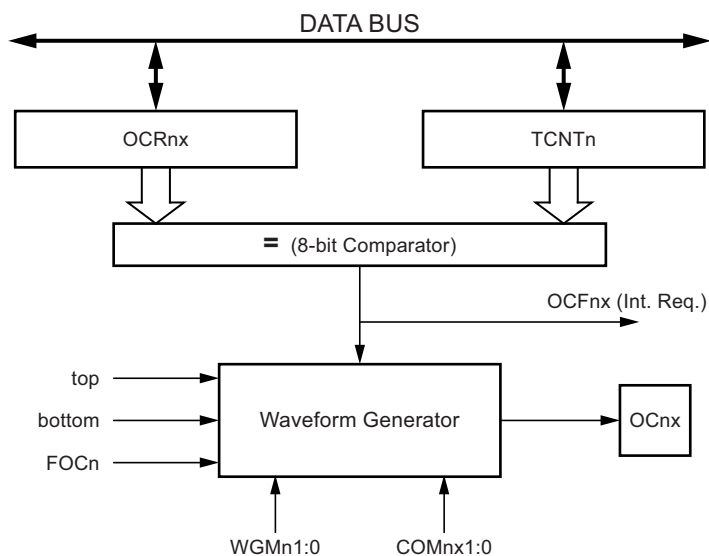 DATA BUS
OCRnx
TCNTn
= (8-bit Comparator)
OCFnx (Int. Req.)
top
bottom
FOCn
Waveform Generator
OCnx
WGMn1:0
COMnx1:0